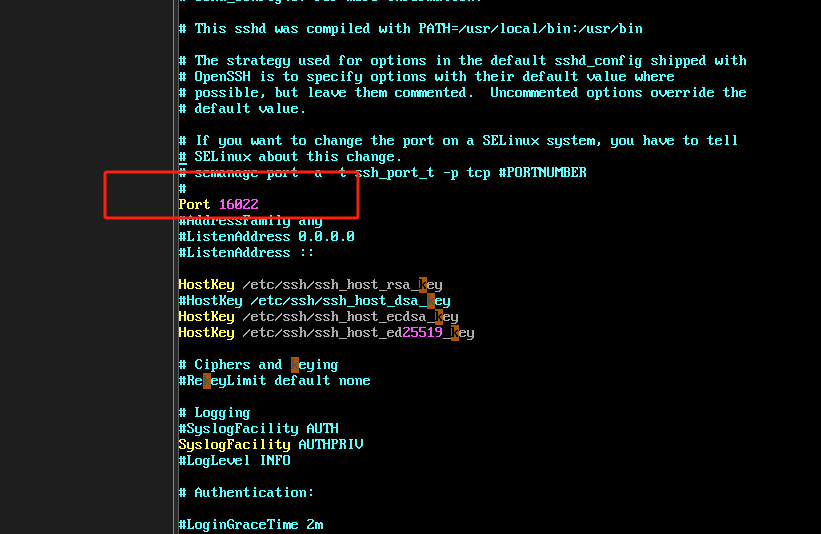 # This sshd was compiled with PATH=/usr/local/bin:/usr/bin
# The strategy used for options in the default sshd_config shipped with
# OpenSSH is to specify options with their default value where
# possible, but leave them commented.  Uncommented options override the
# default value.
# If you want to change the port on a SELinux system, you have to tell
# SELinux about this change.
# semanage port -a -t ssh_port_t -p tcp #PORTNUMBER
#
Port 16022
#AddressFamily any
#ListenAddress 0.0.0.0
#ListenAddress ::
HostKey /etc/ssh/ssh_host_rsa_key
#HostKey /etc/ssh/ssh_host_dsa_key
HostKey /etc/ssh/ssh_host_ecdsa_key
HostKey /etc/ssh/ssh_host_ed25519_key
# Ciphers and keying
#RekeyLimit default none
# Logging
#SyslogFacility AUTH
SyslogFacility AUTHPRIV
#LogLevel INFO
# Authentication:
#LoginGraceTime 2m